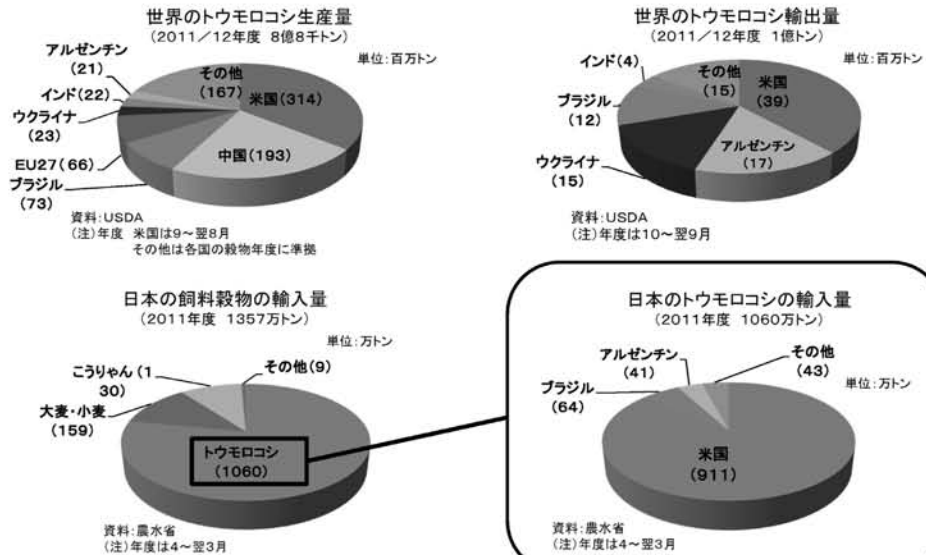 世界のトウモロコシ生産量
(2011／12年度 8億8千トン)
単位:百万トン
アルゼンチン
(21)
その他
(167)
米国(314)
インド(22)
ウクライナ
(23)
EU27(66)
中国(193)
ブラジル
(73)
資料:USDA
(注)年度 米国は9～翌8月
その他は各国の穀物年度に準拠
世界のトウモロコシ輸出量
(2011／12年度 1億トン)
単位:百万トン
インド(4)
その他
(15)
米国
(39)
ブラジル
(12)
アルゼンチン
(17)
ウクライナ
(15)
資料:USDA
(注)年度は10～翌9月
日本の飼料穀物の輸入量
(2011年度 1357万トン)
単位:万トン
こうりゃん(1
30)
その他(9)
大麦・小麦
(159)
トウモロコシ
(1060)
資料:農水省
(注)年度は4～翌3月
日本のトウモロコシの輸入量
(2011年度 1060万トン)
アルゼンチン
(41)
その他
(43)
単位:万トン
ブラジル
(64)
米国
(911)
資料:農水省
(注)年度は4～翌3月